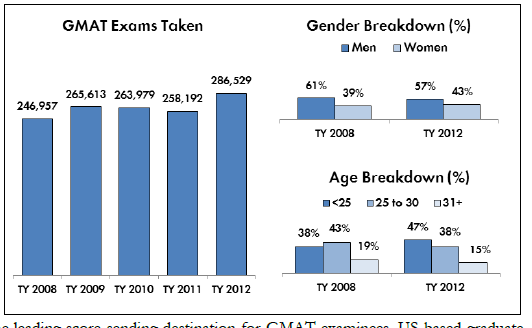 GMAT Exams Taken
286,529
265,613 263,979
258,192
246,957
TY 2008 TY 2009 TY 2010 TY 2011 TY 2012
Gender Breakdown (%)
Men Women
61% 39% 57% 43%
TY 2008 TY 2012
Age Breakdown (%)
<25 25 to 30 31+
38% 43% 19% 47% 38% 15%
TY 2008 TY 2012
leading score-sending destination for GMAT examinees, US-based graduate